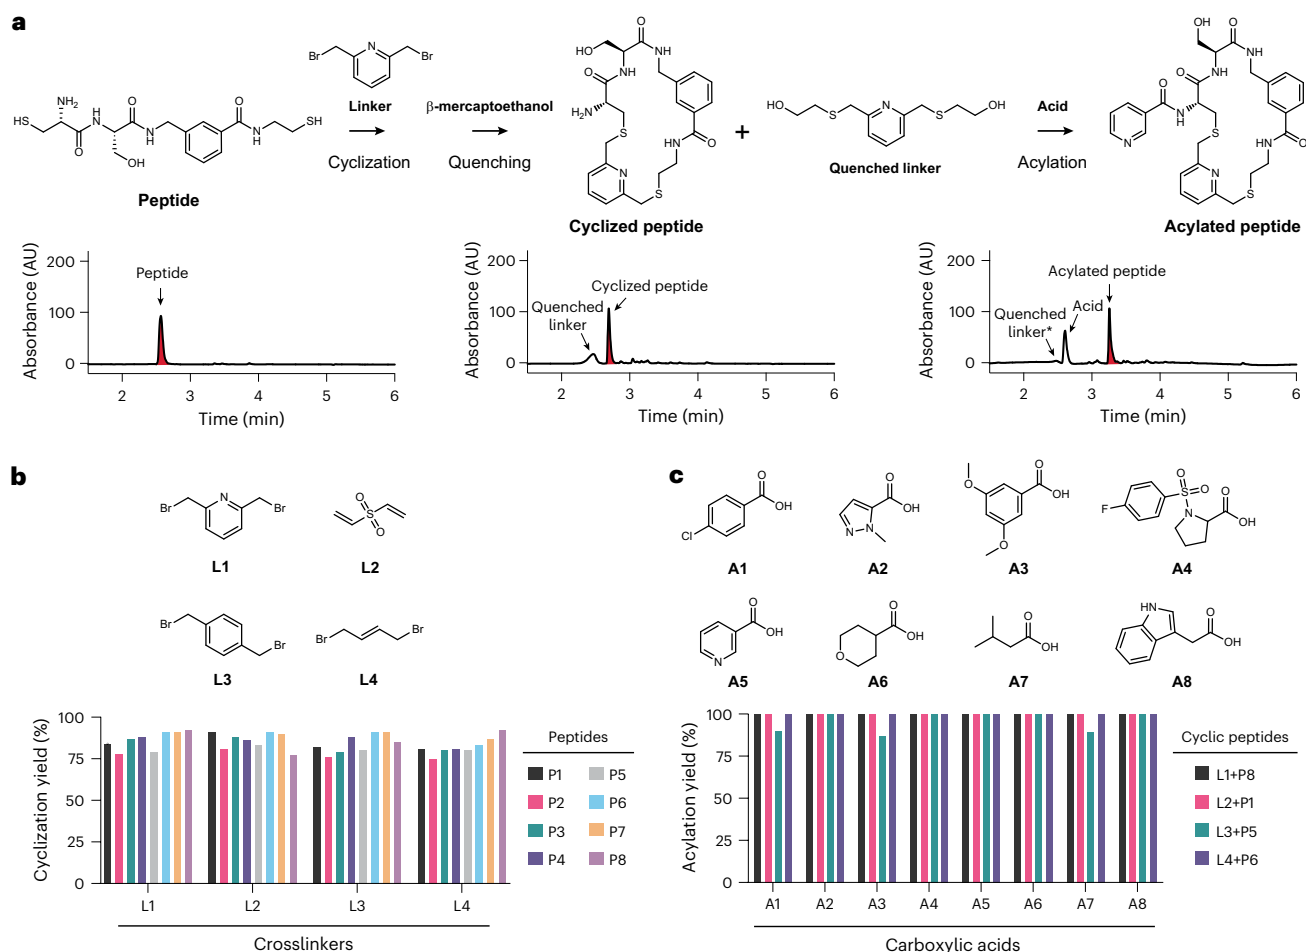 a
Br N Br
Linker
β-mercaptoethanol
Cyclization
Quenching
HS NH2 H N O O N H SH
O OH N H
Peptide
HO O NH
O NH
H2N
S
N
S
HN O
Cyclized peptide
+
HO S N S OH
Quenched linker
Acid
Acylation
OH O
NH
O
NH
O
N H
N
S
N
S
HN O
Acylated peptide
Absorbance (AU)
200
100
0
Peptide
2 3 4 5 6
Time (min)
Absorbance (AU)
200
100
0
Quenched
linker
Cyclized peptide
2 3 4 5 6
Time (min)
Absorbance (AU)
200
100
0
Acylated peptide
Quenched
linker*
Acid
2 3 4 5 6
Time (min)
b
Br N Br
L1
O S O
L2
Br Br
L3
Br Br
L4
Cyclization yield (%)
100
75
50
25
0
L1 L2 L3 L4
Crosslinkers
Peptides
P1 P5
P2 P6
P3 P7
P4 P8
c
O OH Cl
A1
O OH N N
A2
O O OH O
A3
F O S O N O OH
A4
O OH N
A5
O OH O
A6
O OH
A7
HN O OH
A8
Acylation yield (%)
100
75
50
25
0
A1 A2 A3 A4 A5 A6 A7 A8
Carboxylic acids
Cyclic peptides
L1+P8
L2+P1
L3+P5
L4+P6